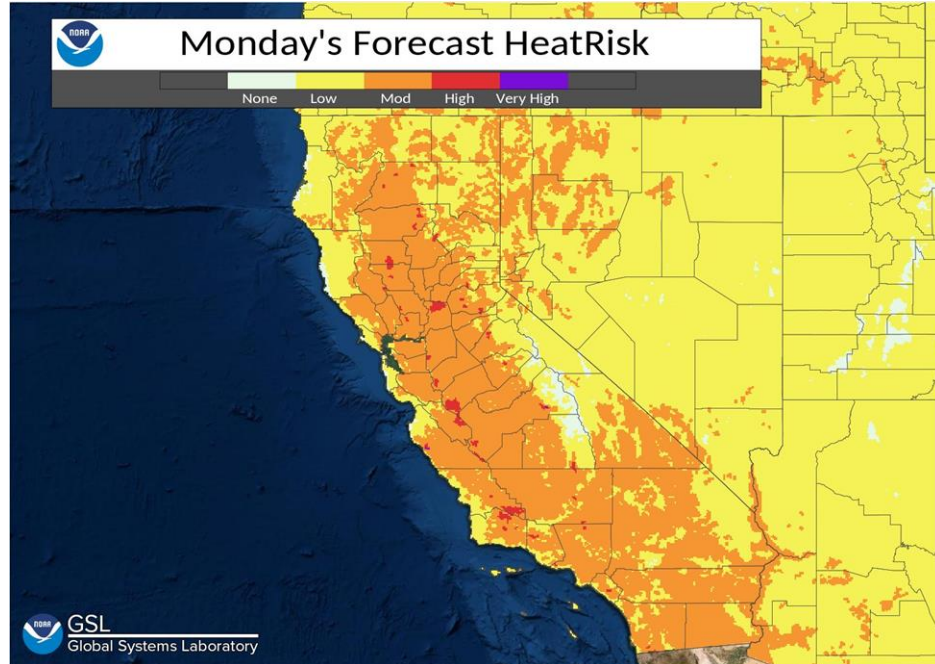 NOAA
Monday's Forecast HeatRisk
None Low Mod High Very High
NOAA
GSL
Global Systems Laboratory